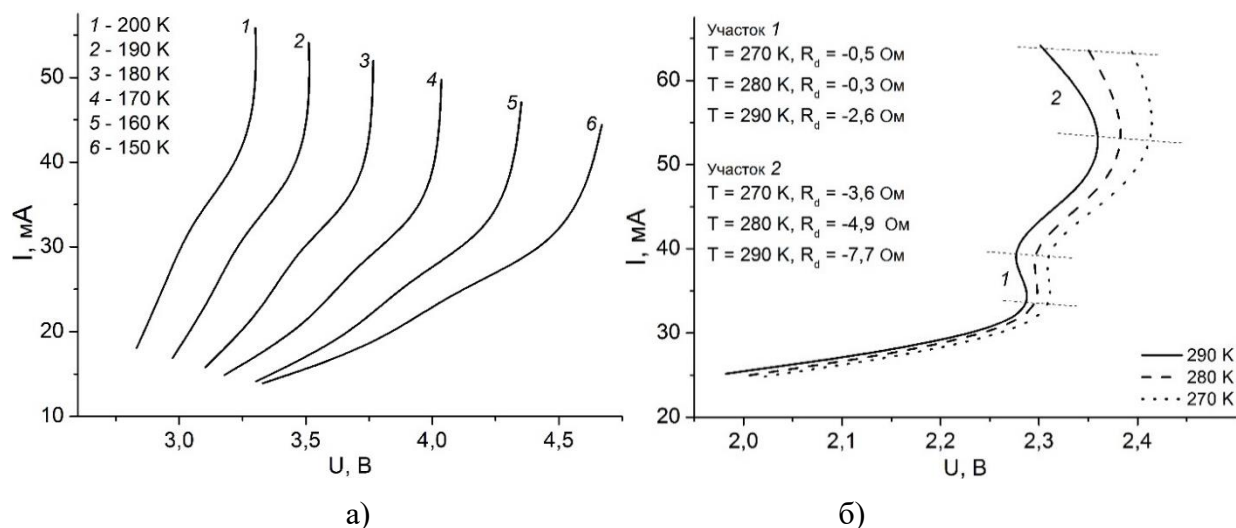 1 - 200 K
2 - 190 K
3 - 180 K
4 - 170 K
5 - 160 K
6 - 150 K
1
2
3
4
5
6
50
40
30
20
10
I, мА
3,0 3,5 4,0 4,5
U, В
а)
Участок 1
T = 270 K, R_d = -0,5 Ом
T = 280 K, R_d = -0,3 Ом
T = 290 K, R_d = -2,6 Ом
Участок 2
T = 270 K, R_d = -3,6 Ом
T = 280 K, R_d = -4,9 Ом
T = 290 K, R_d = -7,7 Ом
2
1
290 K
280 K
270 K
60
50
40
30
20
I, мА
2,0 2,1 2,2 2,3 2,4
U, В
б)